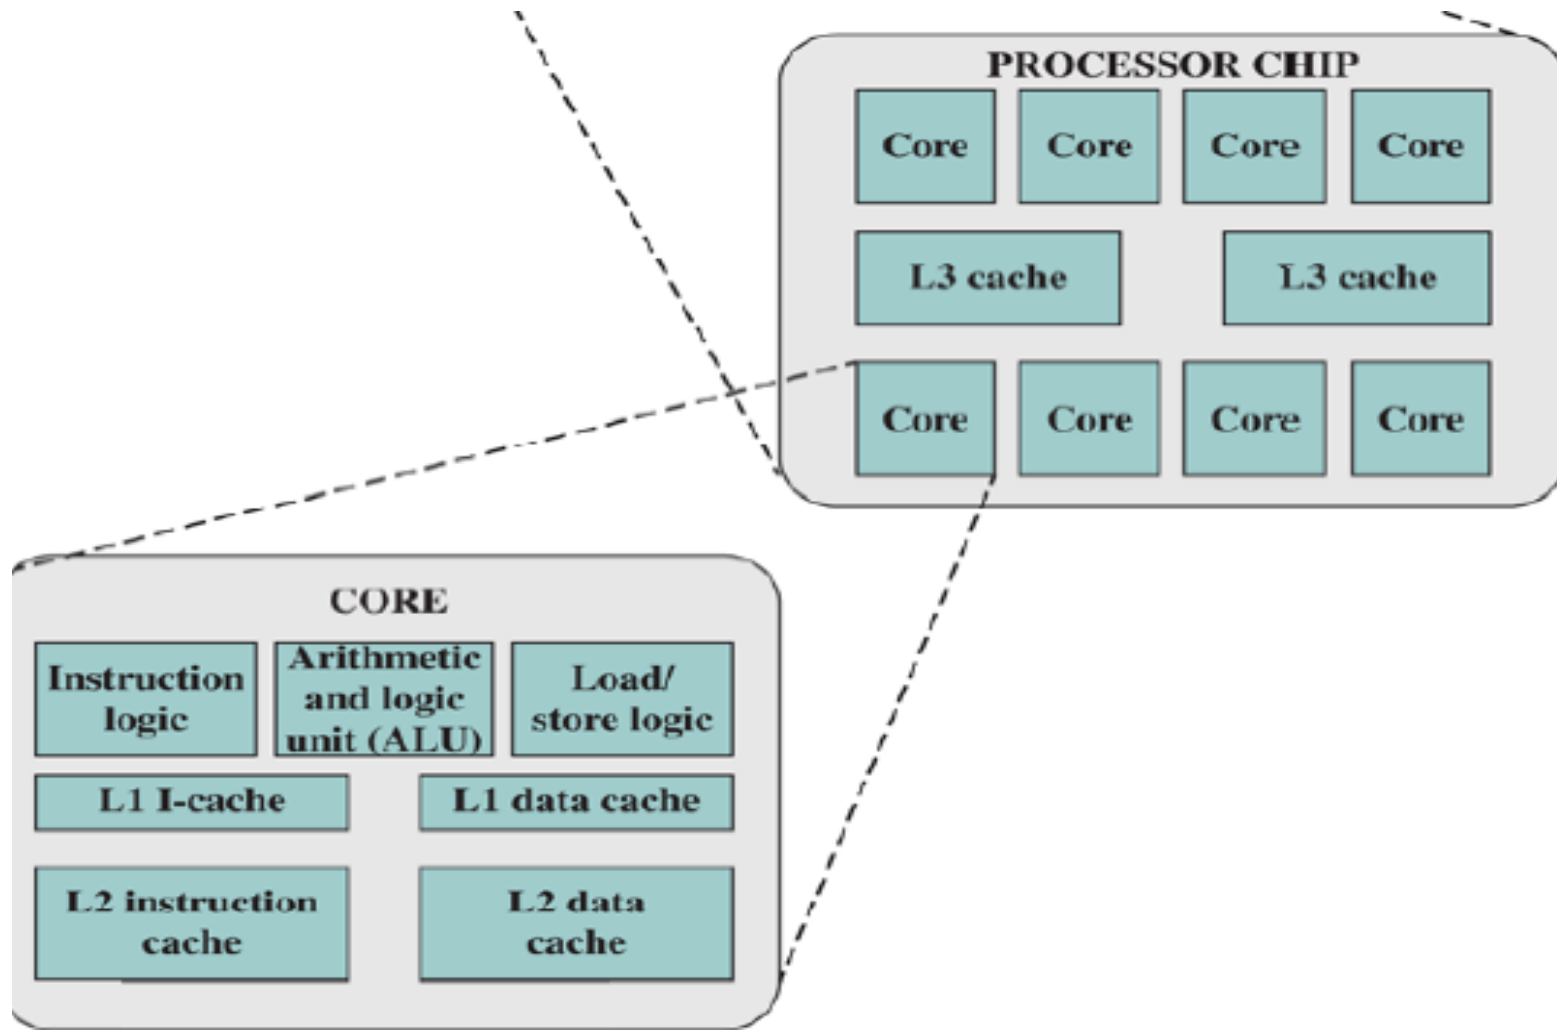 PROCESSOR CHIP
Core
Core
Core
Core
L3 cache
L3 cache
Core
Core
Core
Core
CORE
Instruction
logic
Arithmetic
and logic
unit (ALU)
Load/
store logic
L1 I-cache
L1 data cache
L2 instruction
cache
L2 data
cache